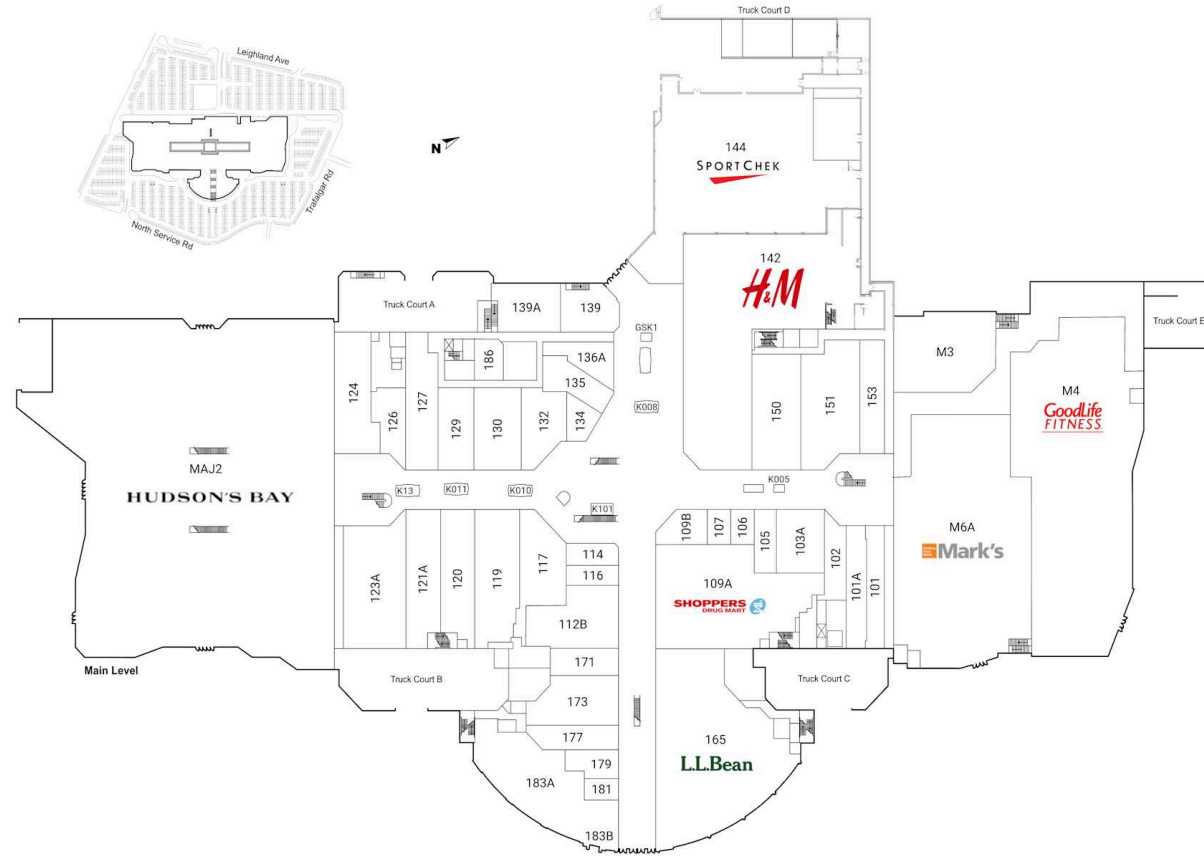 Truck Court D
Leighland Ave
N
144
SPORTCHEK
Trafalgar Rd
North Service Rd
142
H&M
Truck Court A
139A
139
GSK1
Truck Court E
M3
186
136A
135
M4
GoodLife
FITNESS
124
126
127
129
130
132
134
K008
150
151
153
MAJ2
HUDSON'S BAY
K13
K011
K010
K101
K005
109B
107
106
105
103A
102
M6A
Mark's
123A
121A
120
119
117
114
116
109A
SHOPPERS
DRUG MART
101A
101
112B
Main Level
171
Truck Court B
Truck Court C
173
177
165
L.L.Bean
179
183A
181
183B